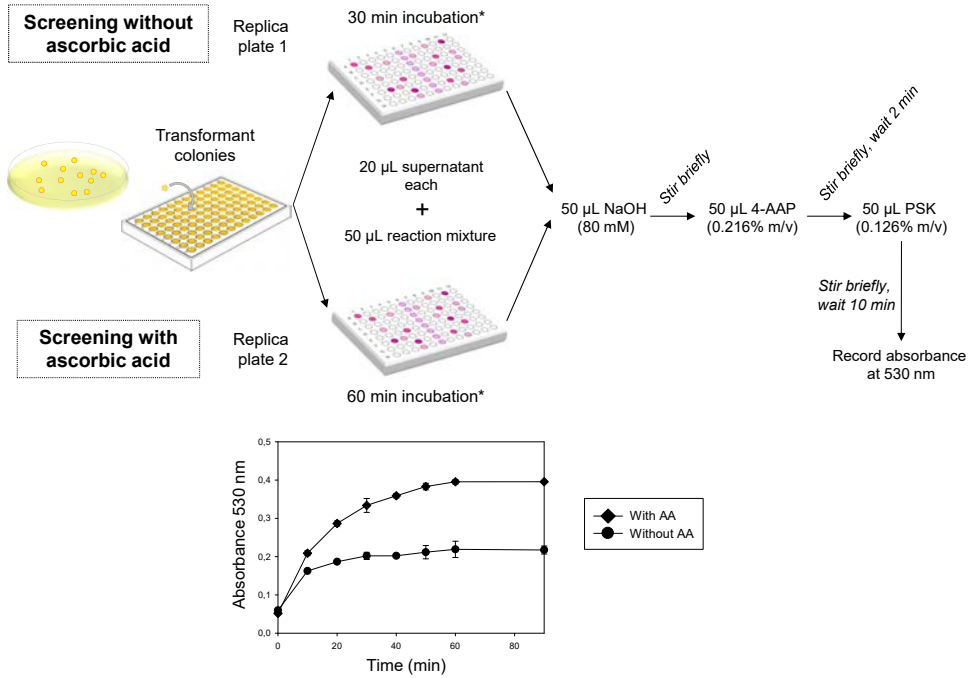 Screening without
ascorbic acid
Replica
plate 1
30 min incubation*
Transformant
colonies
20 µL supernatant
each
+
50 µL reaction mixture
50 µL NaOH
(80 mM)
Stir briefly
50 µL 4-AAP
(0.216% m/v)
Stir briefly, wait 2 min
50 µL PSK
(0.126% m/v)
Stir briefly,
wait 10 min
Record absorbance
at 530 nm
Screening with
ascorbic acid
Replica
plate 2
60 min incubation*
Absorbance 530 nm
0,5
0,4
0,3
0,2
0,1
0,0
0
20
40
60
80
Time (min)
With AA
Without AA